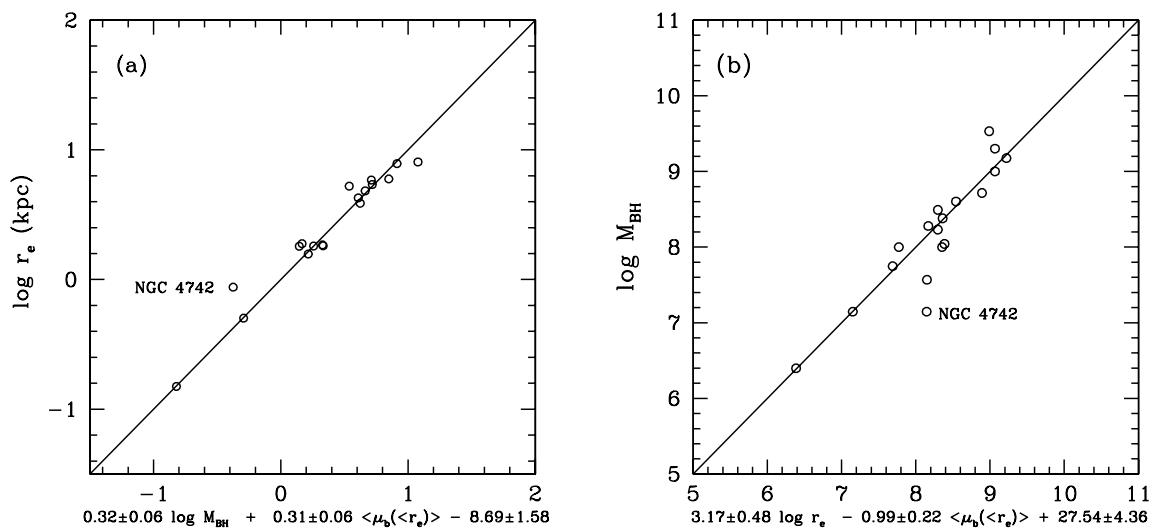 2
(a)
1
log r_e (kpc)
0
NGC 4742
−1
−1 0 1 2
0.32±0.06 log M_BH + 0.31±0.06 <μ_b(<r_e)> − 8.69±1.58
11
(b)
10
9
log M_BH
8
7
NGC 4742
6
5
5 6 7 8 9 10 11
3.17±0.48 log r_e − 0.99±0.22 <μ_b(<r_e)> + 27.54±4.36